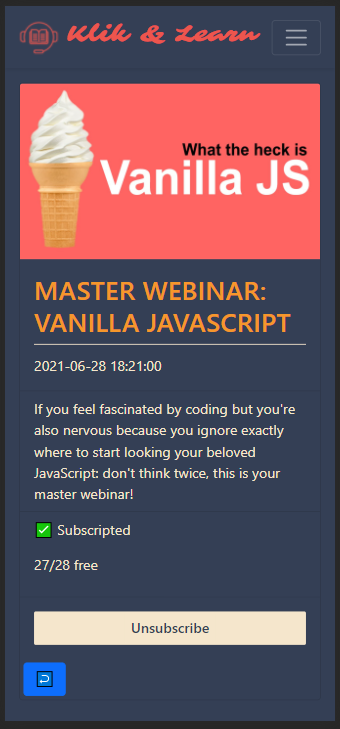 Klik & Learn
What the heck is
Vanilla JS
MASTER WEBINAR:
VANILLA JAVASCRIPT
2021-06-28 18:21:00
If you feel fascinated by coding but you're
also nervous because you ignore exactly
where to start looking your beloved
JavaScript: don't think twice, this is your
master webinar!
✅ Subscripted
27/28 free
Unsubscribe